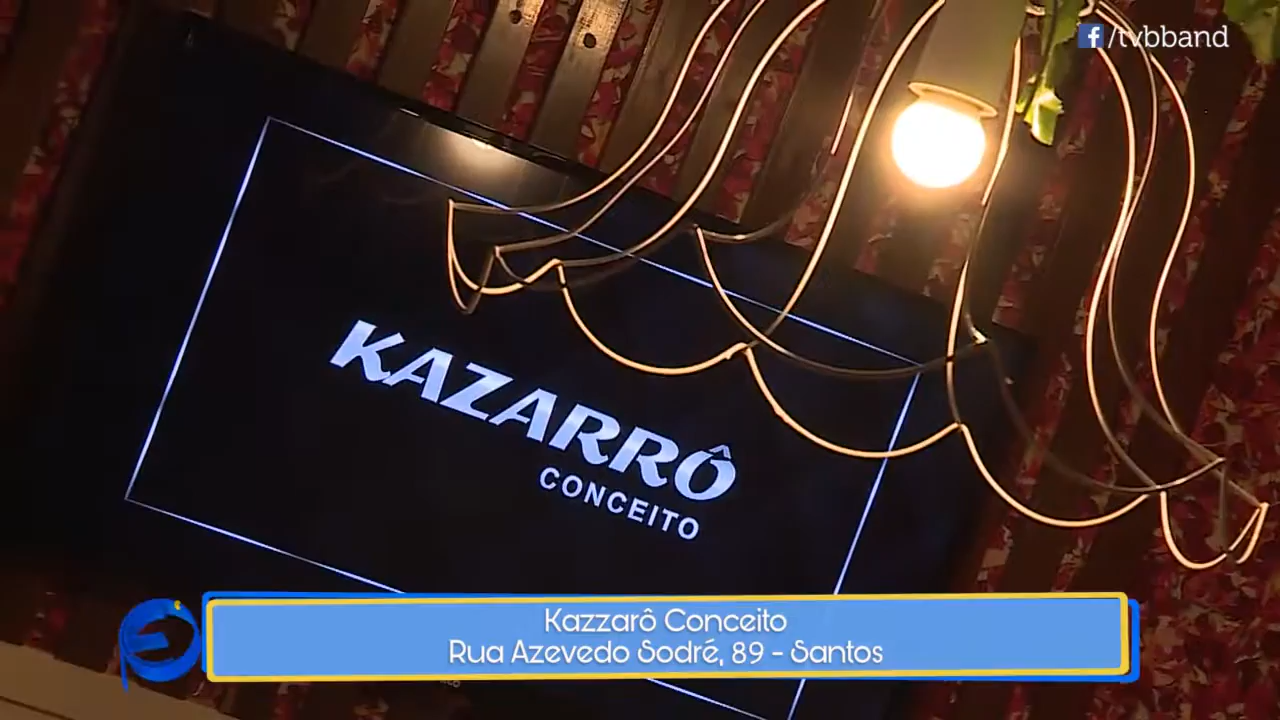 /tvbband
KAZARRÔ
CONCEITO
Kazzarô Conceito
Rua Azevedo Sodré, 89 - Santos